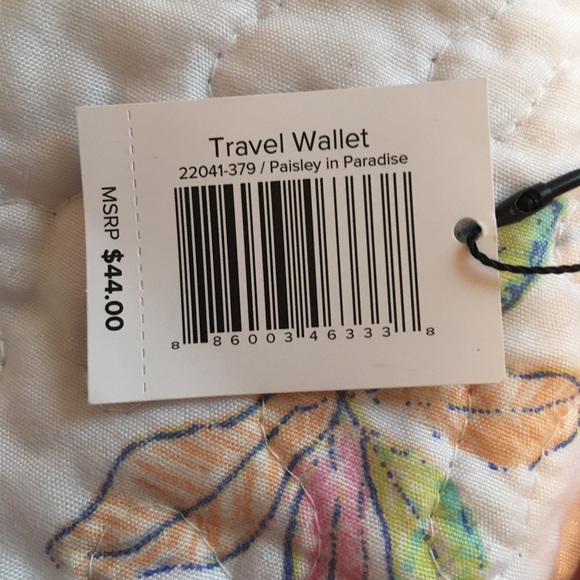 Travel Wallet
22041-379 / Paisley in Paradise
8 86003 46333 8
MSRP $44.00